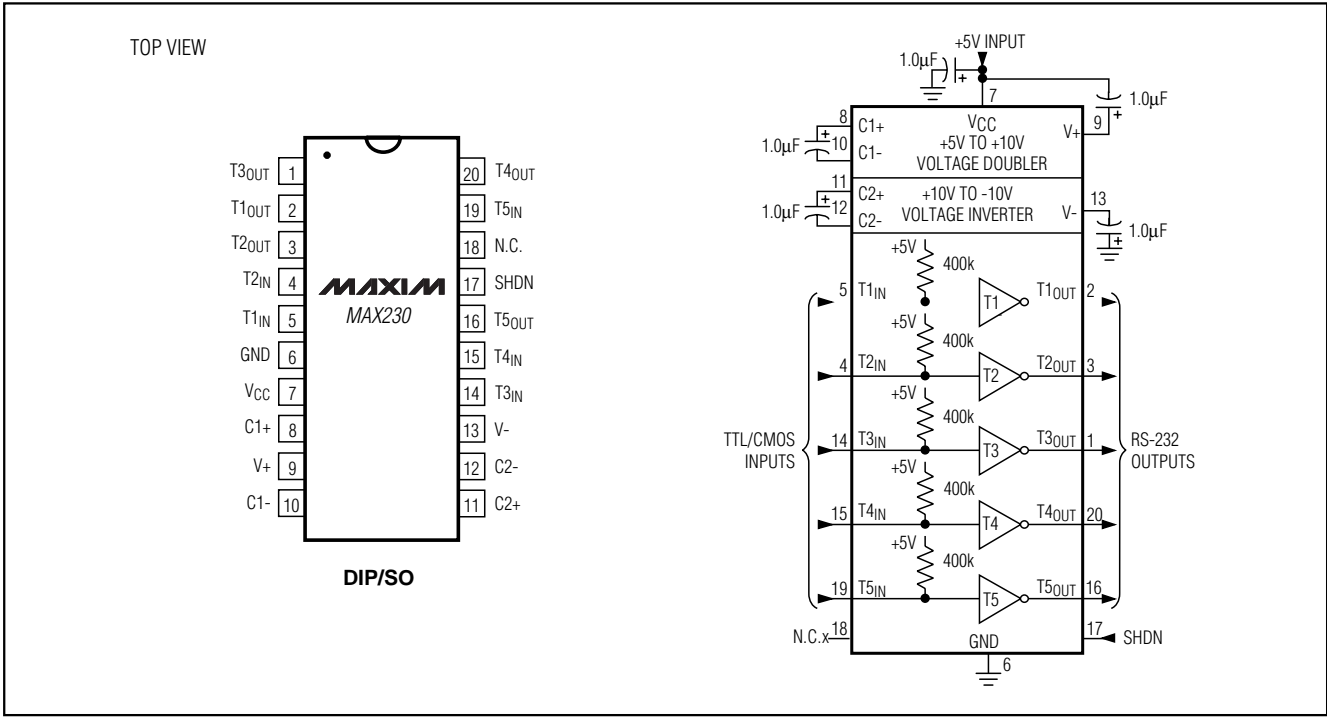 TOP VIEW
T3OUT 1
T1OUT 2
T2OUT 3
T2IN 4
T1IN 5
GND 6
VCC 7
C1+ 8
V+ 9
C1- 10
20 T4OUT
19 T5IN
18 N.C.
17 SHDN
16 T5OUT
15 T4IN
14 T3IN
13 V-
12 C2-
11 C2+
MAXIM
MAX230
DIP/SO
+5V INPUT
1.0µF
+
7
+
1.0µF
9
V+
VCC
+5V TO +10V
VOLTAGE DOUBLER
8 C1+
1.0µF
+
10 C1-
11 C2+
1.0µF
+
12 C2-
+10V TO -10V
VOLTAGE INVERTER
V- 13
+
1.0µF
+5V
400k
5 T1IN T1 T1OUT 2
+5V
400k
4 T2IN T2 T2OUT 3
+5V
400k
14 T3IN T3 T3OUT 1
+5V
400k
15 T4IN T4 T4OUT 20
+5V
400k
19 T5IN T5 T5OUT 16
TTL/CMOS
INPUTS
RS-232
OUTPUTS
N.C.x 18
GND
6
17 SHDN